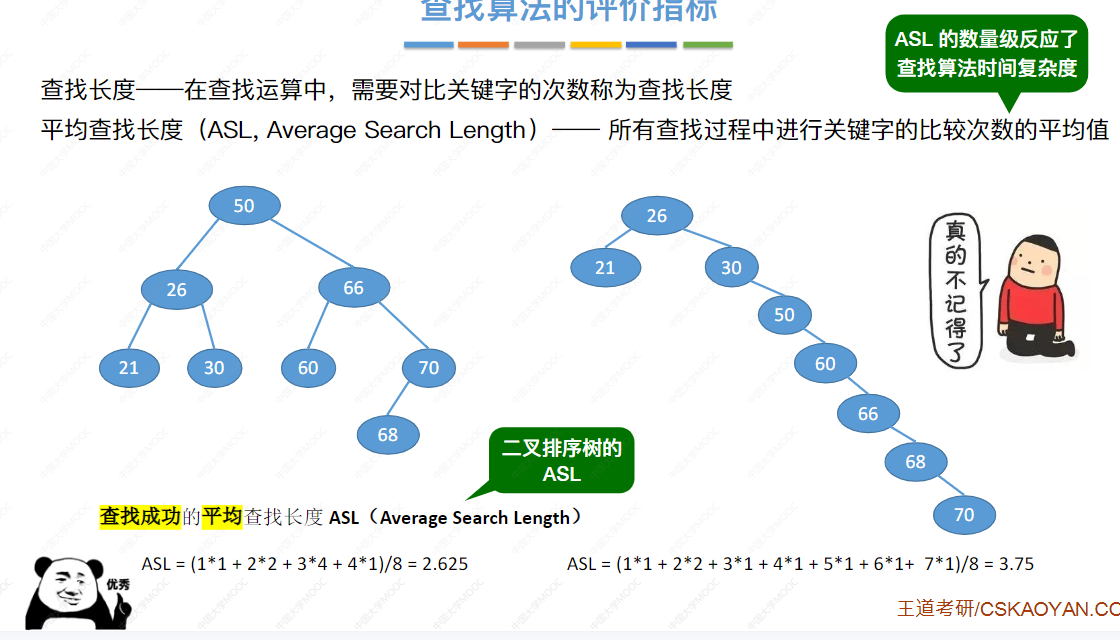 查找算法的评价指标
ASL 的数量级反应了
查找算法时间复杂度
查找长度——在查找运算中，需要对比关键字的次数称为查找长度
平均查找长度（ASL, Average Search Length）—— 所有查找过程中进行关键字的比较次数的平均值
50
26
66
21
30
60
70
68
26
21
30
50
60
66
68
70
真的不记得了
二叉排序树的
ASL
查找成功的平均查找长度 ASL（Average Search Length）
ASL = (1*1 + 2*2 + 3*4 + 4*1)/8 = 2.625
ASL = (1*1 + 2*2 + 3*1 + 4*1 + 5*1 + 6*1+ 7*1)/8 = 3.75
优秀
王道考研/CSKAOYAN.CO